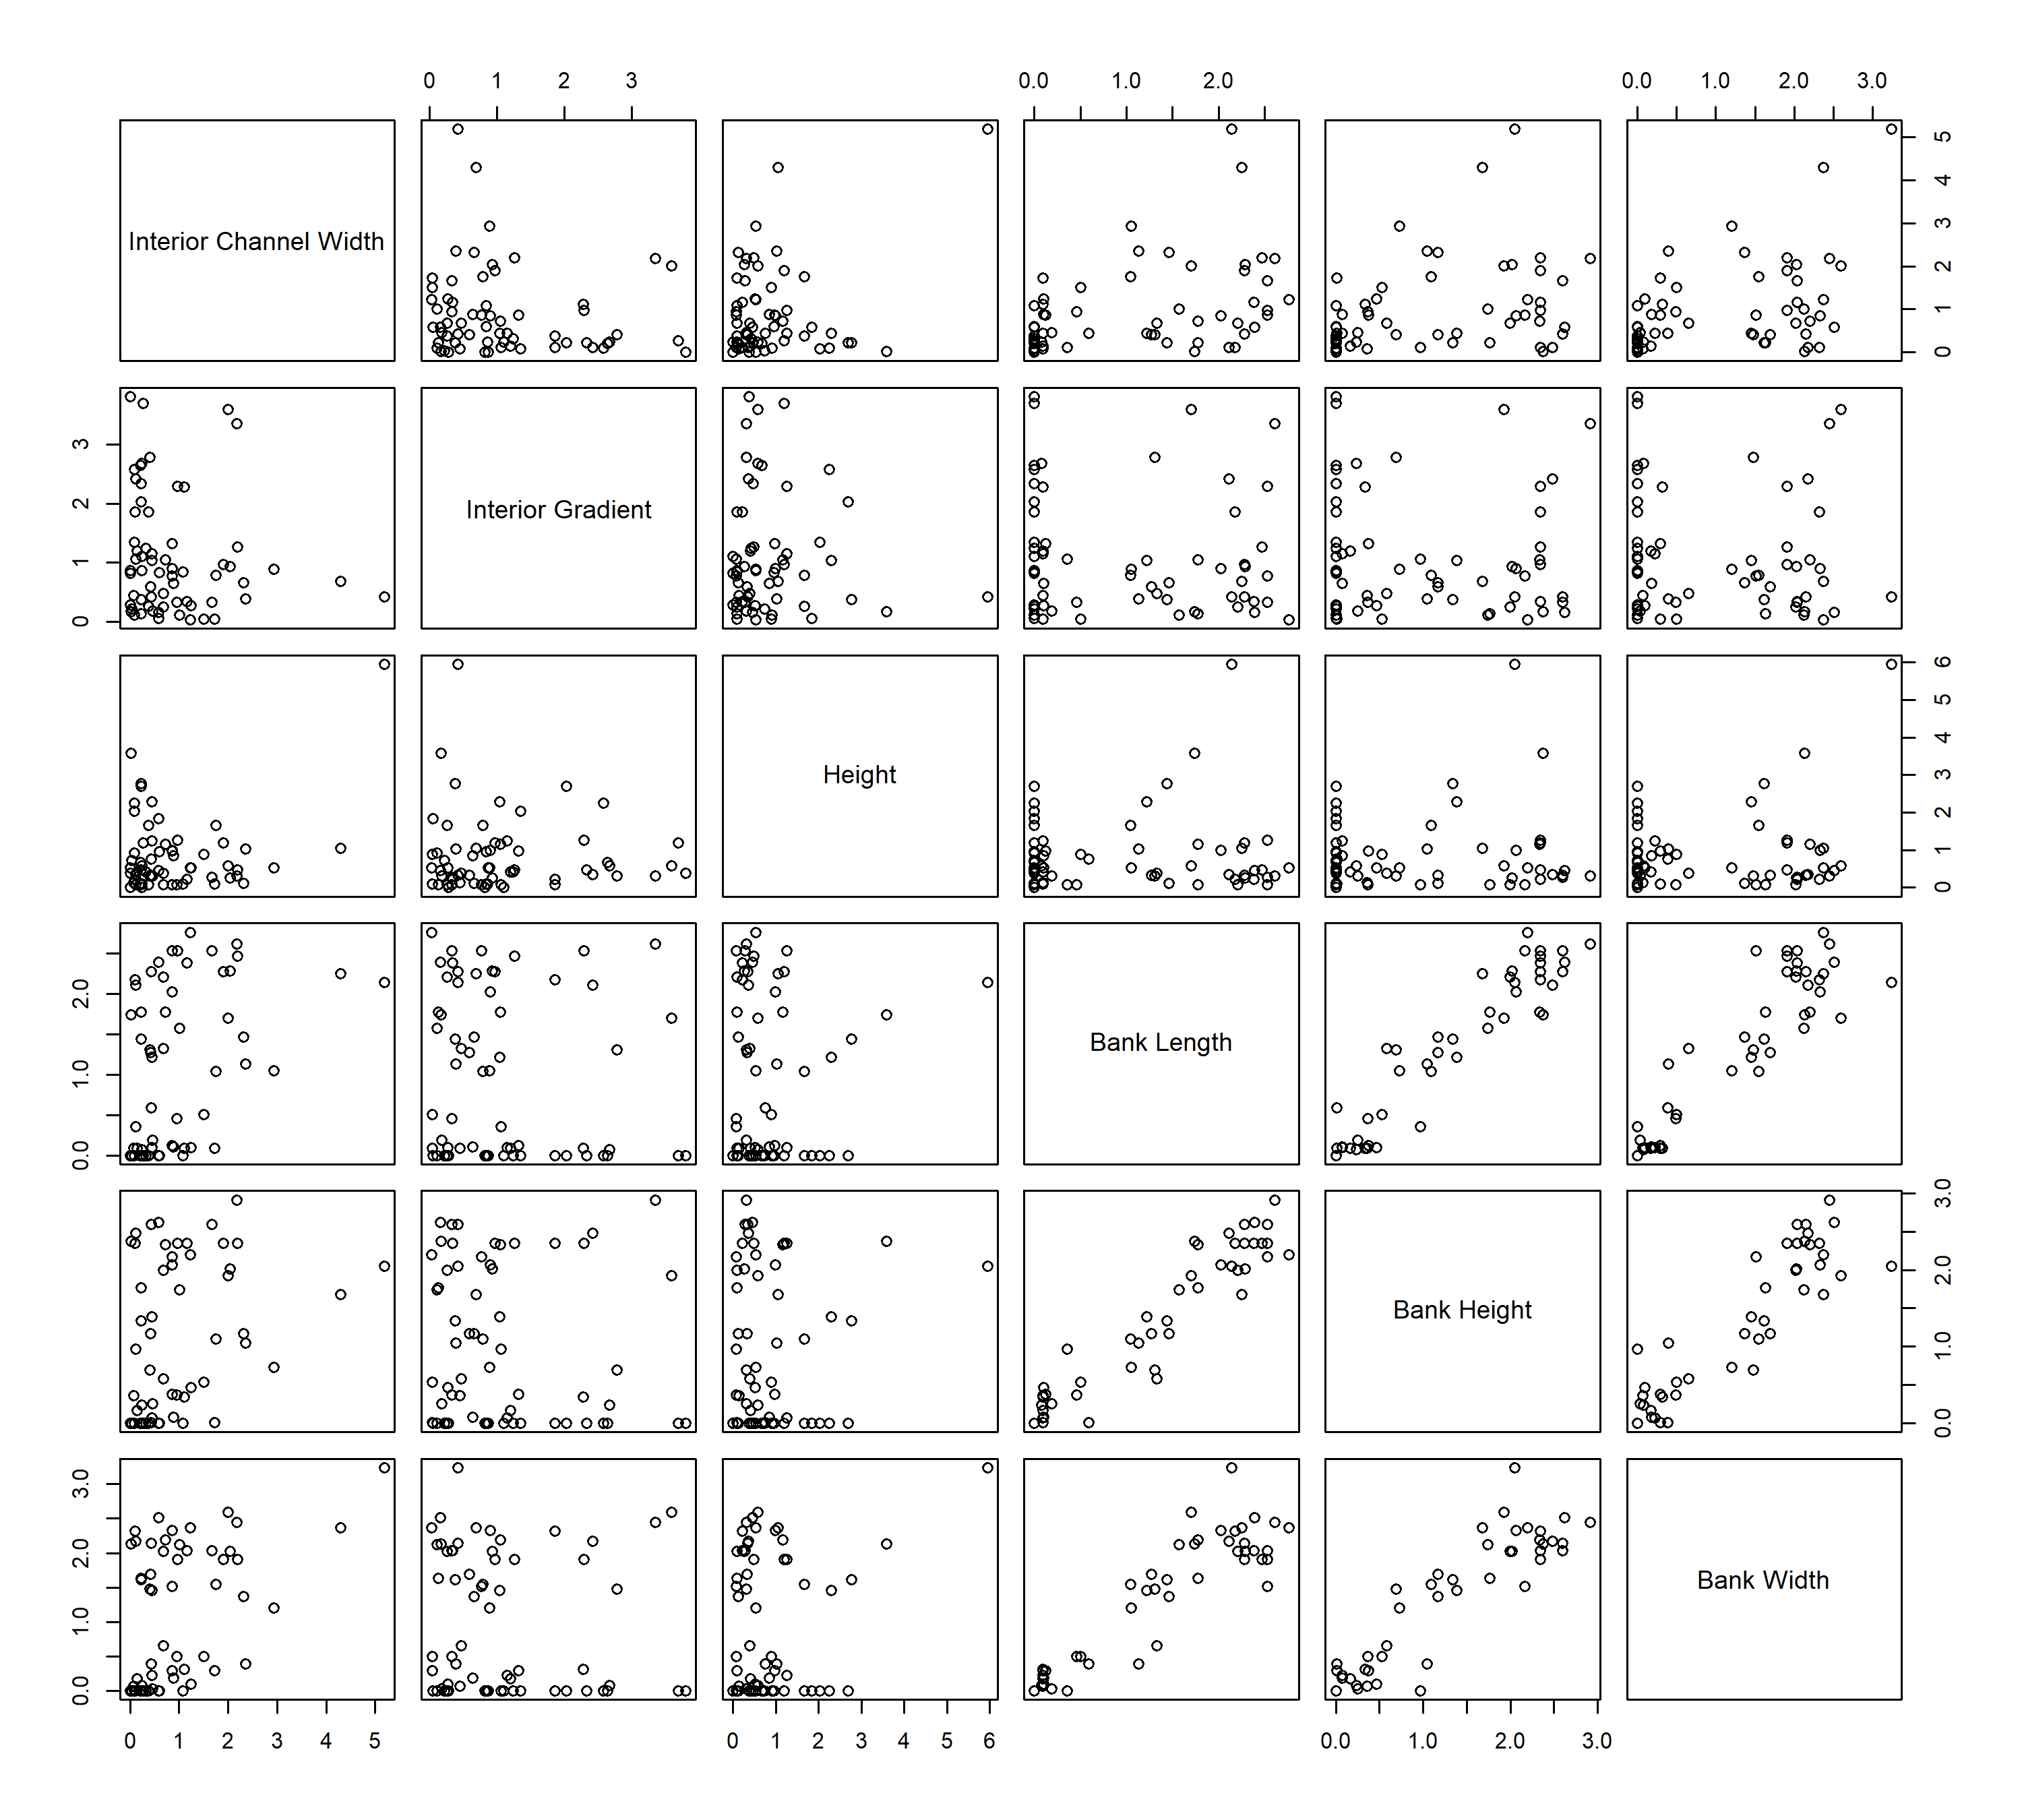 0 1 2 3 0.0 1.0 2.0 0.0 1.0 2.0 3.0
Interior Channel Width
0 1 2 3 4 5
0 1 2 3
Interior Gradient
Height
0 1 2 3 4 5 6
0.0 1.0 2.0
Bank Length
Bank Height
0.0 1.0 2.0 3.0
0.0 1.0 2.0 3.0
Bank Width
0 1 2 3 4 5 0 1 2 3 4 5 6 0.0 1.0 2.0 3.0